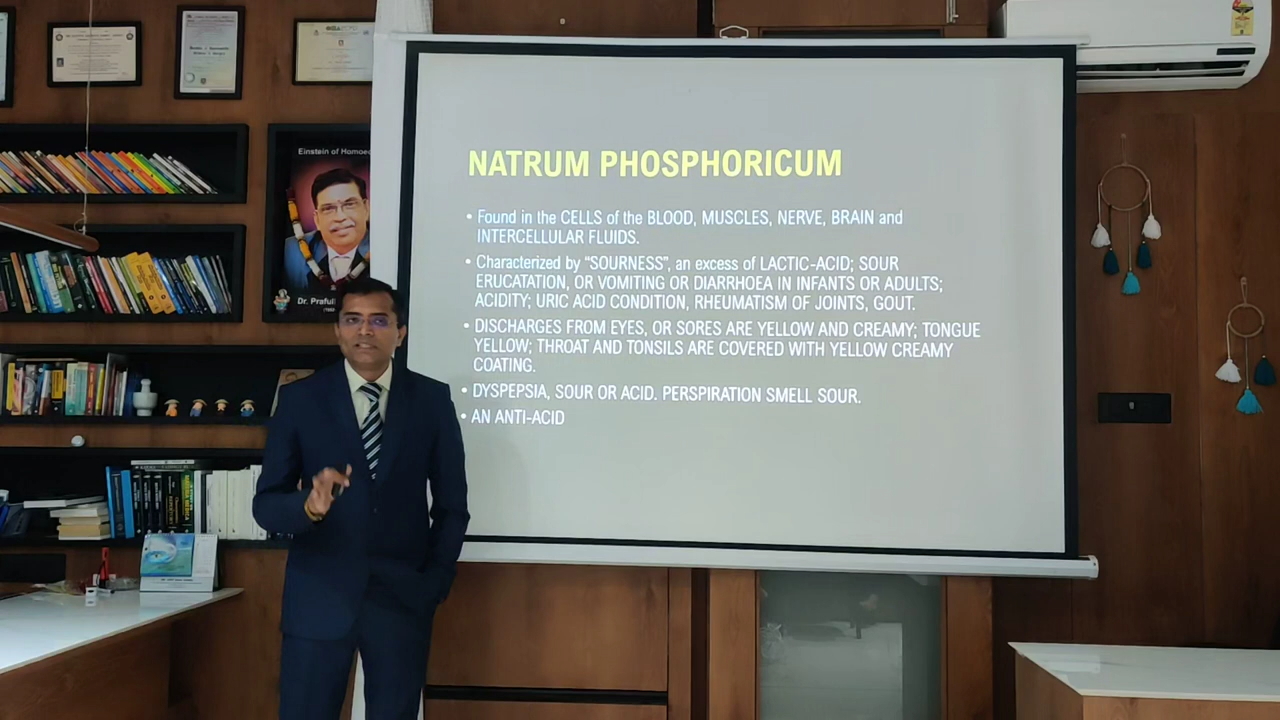 Einstein of Homoe
Dr. Prafull
NATRUM PHOSPHORICUM
• Found in the CELLS of the BLOOD, MUSCLES, NERVE, BRAIN and
INTERCELLULAR FLUIDS.
• Characterized by “SOURNESS”, an excess of LACTIC-ACID; SOUR
ERUCATATION, OR VOMITING OR DIARRHOEA IN INFANTS OR ADULTS;
ACIDITY; URIC ACID CONDITION, RHEUMATISM OF JOINTS, GOUT.
• DISCHARGES FROM EYES, OR SORES ARE YELLOW AND CREAMY; TONGUE
YELLOW; THROAT AND TONSILS ARE COVERED WITH YELLOW CREAMY
COATING.
• DYSPEPSIA, SOUR OR ACID. PERSPIRATION SMELL SOUR.
• AN ANTI-ACID